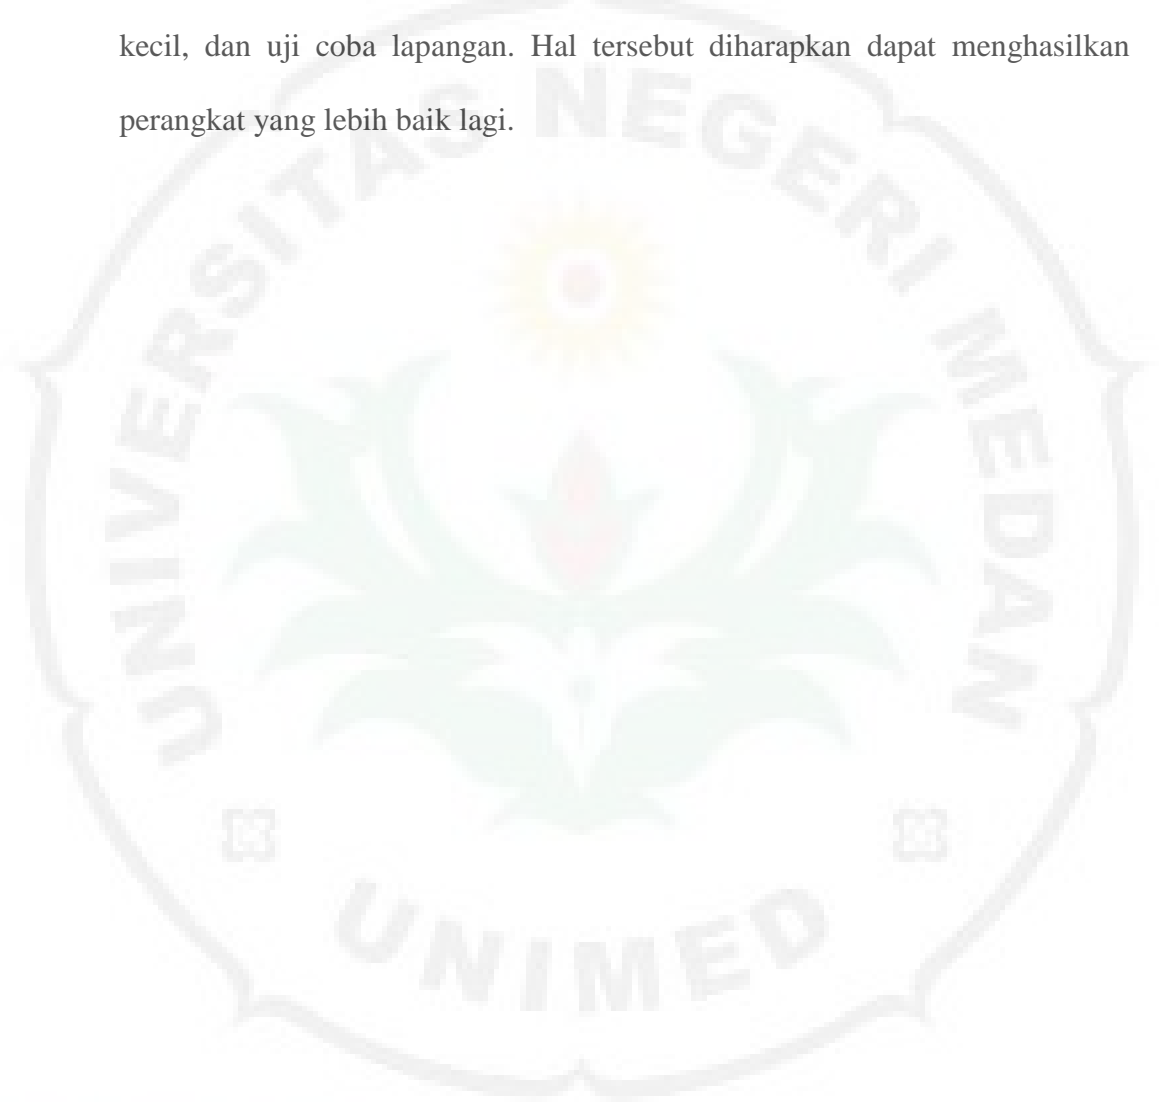 kecil, dan uji coba lapangan. Hal tersebut diharapkan dapat menghasilkan
perangkat yang lebih baik lagi.
UNIVERSITAS NEGERI MEDAN
UNIMED